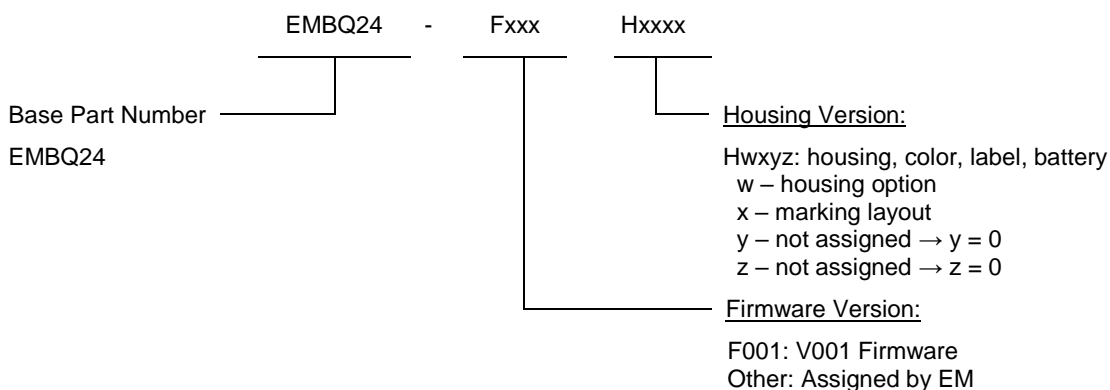 EMBQ24 - Fxxx Hxxxx
Base Part Number
EMBQ24
Housing Version:
Hwxyz: housing, color, label, battery
w – housing option
x – marking layout
y – not assigned → y = 0
z – not assigned → z = 0
Firmware Version:
F001: V001 Firmware
Other: Assigned by EM